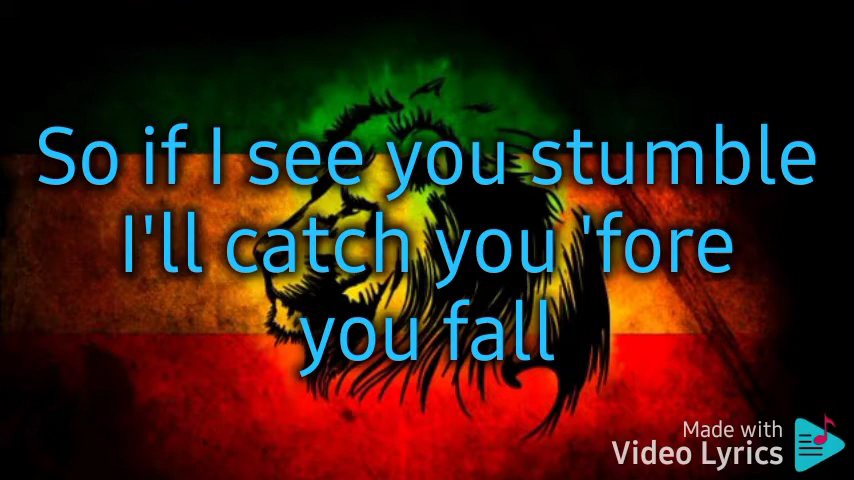 So if I see you stumble
I'll catch you 'fore
you fall
Made with
Video Lyrics